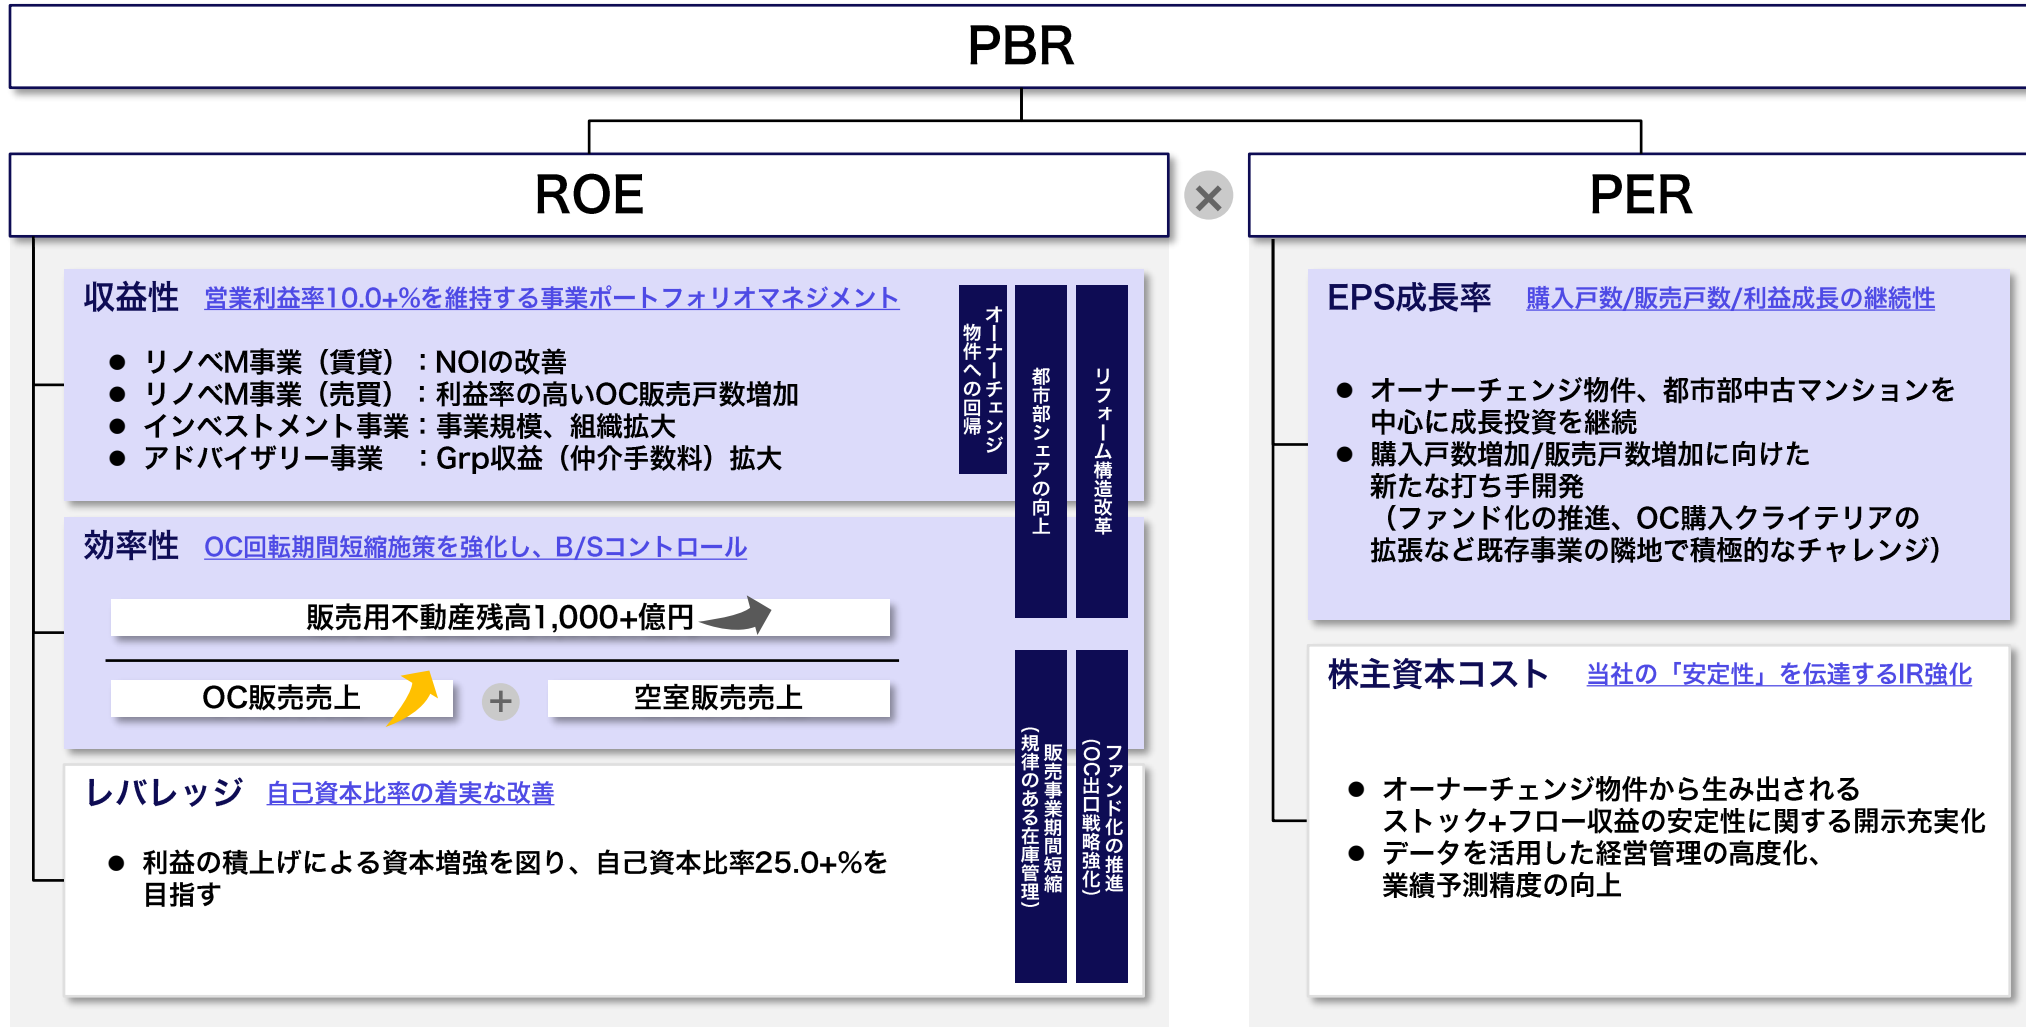 PBR
ROE
×
PER
収益性 営業利益率10.0+%を維持する事業ポートフォリオマネジメント
● リノベM事業（賃貸）：NOIの改善
● リノベM事業（売買）：利益率の高いOC販売戸数増加
● インベストメント事業：事業規模、組織拡大
● アドバイザリー事業　：Grp収益（仲介手数料）拡大
オーナーチェンジ
物件への回帰
都市部シェアの向上
リフォーム構造改革
効率性 OC回転期間短縮施策を強化し、B/Sコントロール
販売用不動産残高1,000+億円
OC販売売上
+
空室販売売上
販売事業期間短縮
(規律のある在庫管理)
ファンド化の推進
(OC出口戦略強化)
レバレッジ 自己資本比率の着実な改善
● 利益の積上げによる資本増強を図り、自己資本比率25.0+%を
目指す
EPS成長率 購入戸数/販売戸数/利益成長の継続性
● オーナーチェンジ物件、都市部中古マンションを
中心に成長投資を継続
● 購入戸数増加/販売戸数増加に向けた
新たな打ち手開発
（ファンド化の推進、OC購入クライテリアの
拡張など既存事業の隣地で積極的なチャレンジ）
株主資本コスト 当社の「安定性」を伝達するIR強化
● オーナーチェンジ物件から生み出される
ストック+フロー収益の安定性に関する開示充実化
● データを活用した経営管理の高度化、
業績予測精度の向上